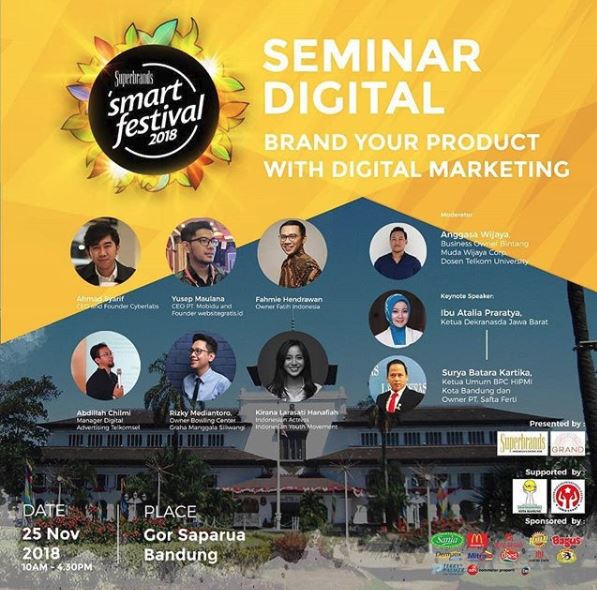 Superbrands
smart
festival
2018
SEMINAR
DIGITAL
BRAND YOUR PRODUCT
WITH DIGITAL MARKETING
Moderator
Anggasa Wijaya,
Business Owner Bintang
Muda Wijaya Corp.
Dosen Telkom University
Ahmad Syarif
CEO and Founder Cyberlabs
Yusep Maulana
CEO PT. Mobidu and
Founder websitegratis.id
Fahmie Hendrawan
Owner Fatih Indonesia
Keynote Speaker:
Ibu Atalia Praratya,
Ketua Dekranasda Jawa Barat
Abdillah Chilmi
Manager Digital
Advertising Telkomsel
Rizky Mediantoro,
Owner Bowling Center
Graha Manggala Siliwangi
Kirana Larasati Hanafiah
Indonesian Activist
Indonesian Youth Movement
Surya Batara Kartika,
Ketua Umum BPC HIPMI
Kota Bandung dan
Owner PT. Safta Ferti
Presented by :
Superbrands
GRAND
Supported by :
KOTA BANDUNG
Sponsored by :
Sania
Mitra
Bagus
DATE
25 Nov
2018
10AM - 4.30PM
PLACE
Gor Saparua
Bandung